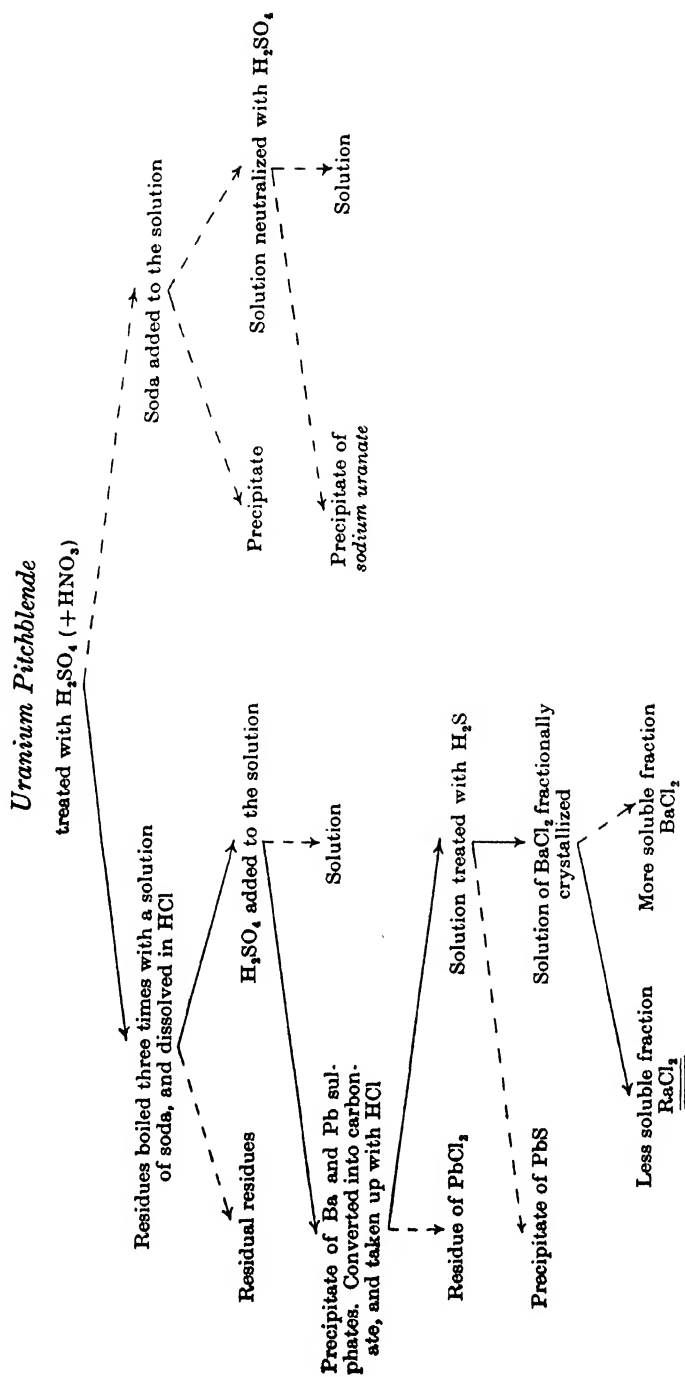 Uranium Pitchblende
treated with H₂SO₄ (+HNO₃)
Residues boiled three times with a solution
of soda, and dissolved in HCl
Soda added to the solution
Residual residues
H₂SO₄ added to the solution
Precipitate
Solution neutralized with H₂SO₄
Precipitate of Ba and Pb sul-
phates. Converted into carbon-
ate, and taken up with HCl
Solution
Precipitate of
sodium uranate
Solution
Residue of PbCl₂
Solution treated with H₂S
Precipitate of PbS
Solution of BaCl₂ fractionally
crystallized
Less soluble fraction
RaCl₂
More soluble fraction
BaCl₂